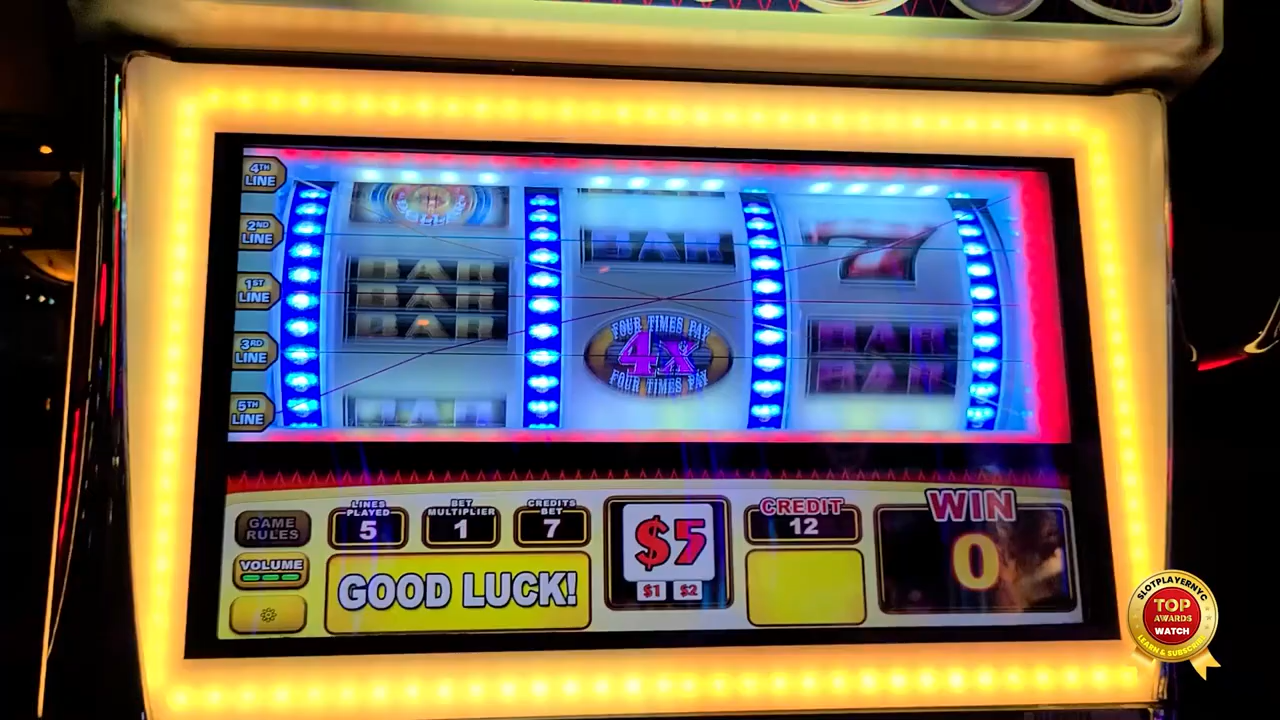 4TH
LINE
2ND
LINE
1ST
LINE
3RD
LINE
5TH
LINE
BAR
BAR
BAR
BAR
BAR
FOUR TIMES PAY
4x
FOUR TIMES PAY
7
BAR
BAR
GAME
RULES
VOLUME
LINES
PLAYED
5
BET
MULTIPLIER
1
CREDITS
BET
7
GOOD LUCK!
$5
$1 $2
CREDIT
12
WIN
0
SLOTPLAYERNYC
TOP
AWARDS
WATCH